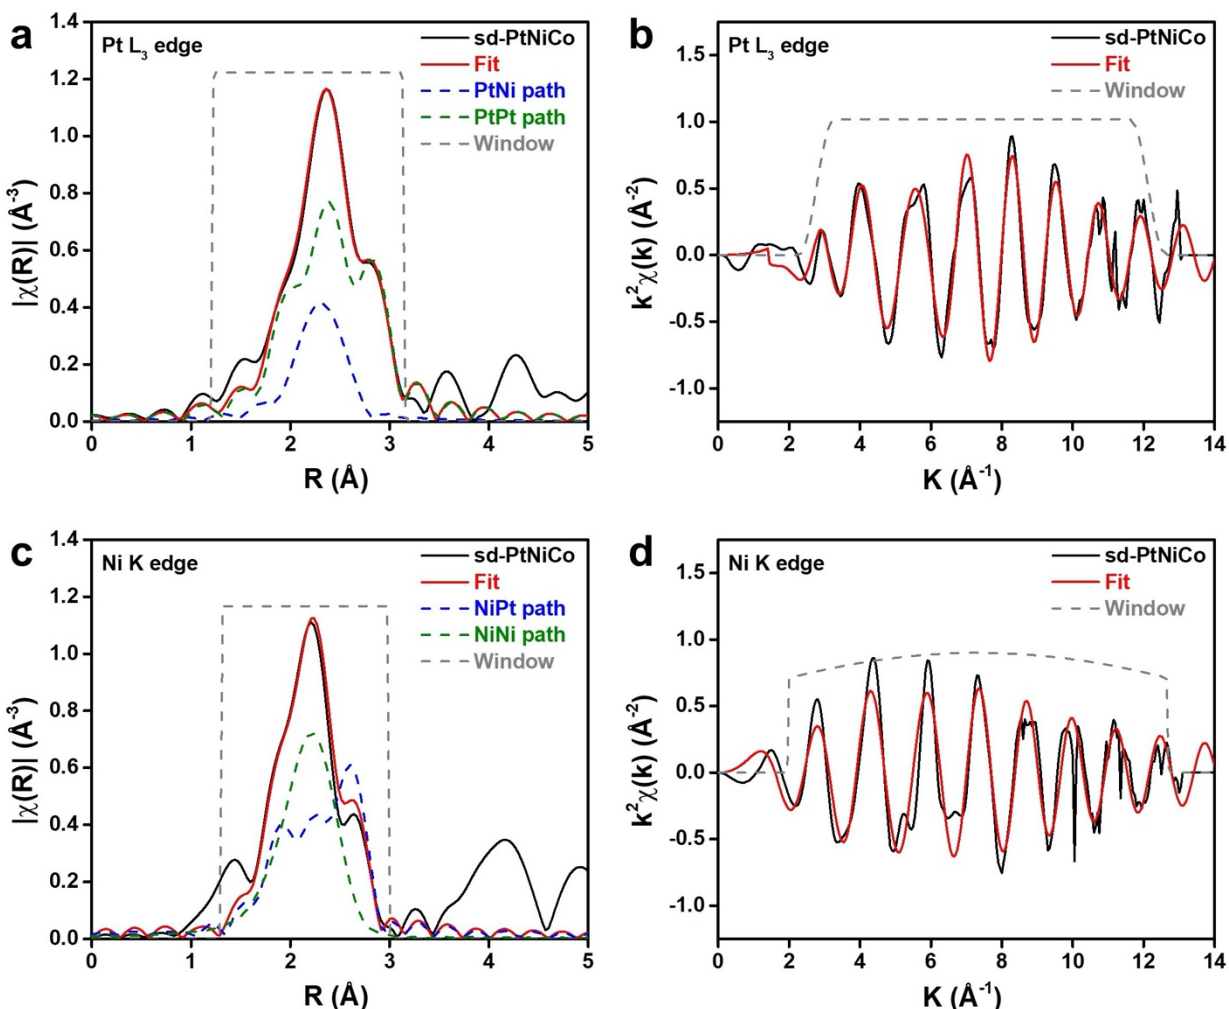 a
Pt L₃ edge
sd-PtNiCo
Fit
PtNi path
PtPt path
Window
|χ(R)| (Å⁻³)
1.4
1.2
1.0
0.8
0.6
0.4
0.2
0.0
0 1 2 3 4 5
R (Å)
b
Pt L₃ edge
sd-PtNiCo
Fit
Window
k²χ(k) (Å⁻²)
1.5
1.0
0.5
0.0
-0.5
-1.0
0 2 4 6 8 10 12 14
K (Å⁻¹)
c
Ni K edge
sd-PtNiCo
Fit
NiPt path
NiNi path
Window
|χ(R)| (Å⁻³)
1.4
1.2
1.0
0.8
0.6
0.4
0.2
0.0
0 1 2 3 4 5
R (Å)
d
Ni K edge
sd-PtNiCo
Fit
Window
k²χ(k) (Å⁻²)
1.5
1.0
0.5
0.0
-0.5
-1.0
0 2 4 6 8 10 12 14
K (Å⁻¹)